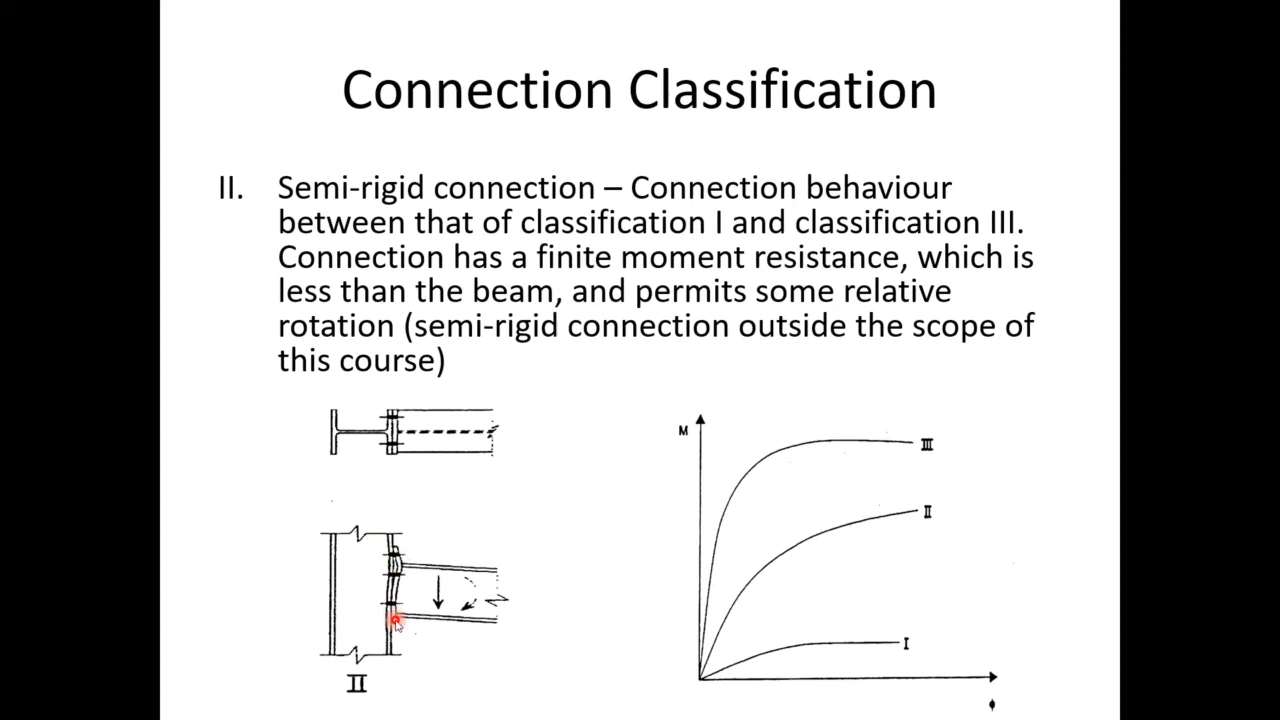 Connection Classification
II. Semi-rigid connection – Connection behaviour
between that of classification I and classification III.
Connection has a finite moment resistance, which is
less than the beam, and permits some relative
rotation (semi-rigid connection outside the scope of
this course)
M
III
II
I
II
ϕ